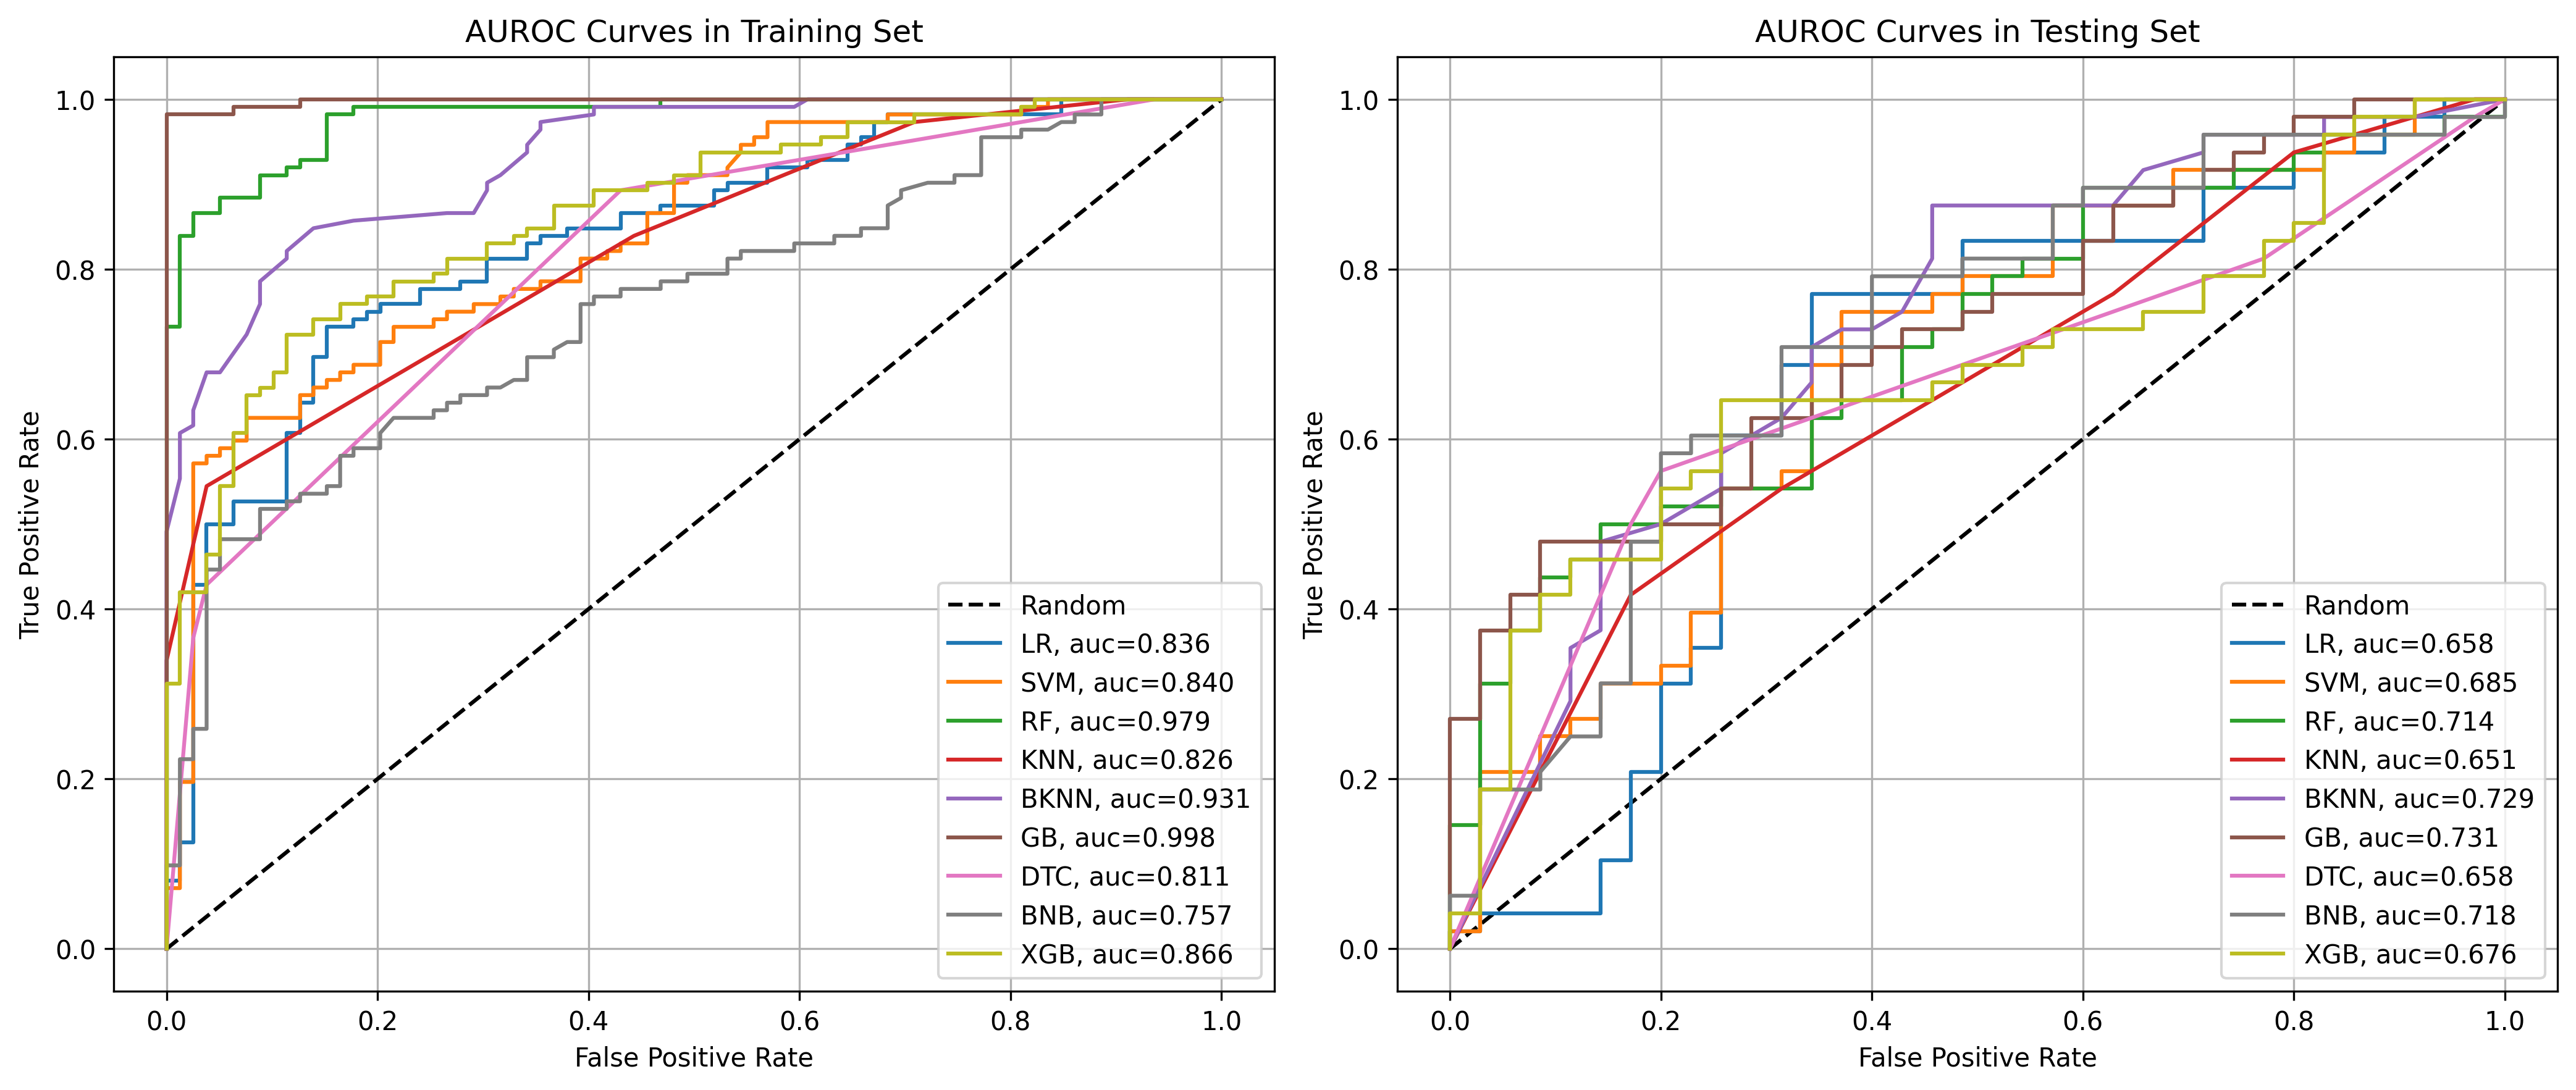 AUROC Curves in Training Set
True Positive Rate
1.0
0.8
0.6
0.4
0.2
0.0
Random
LR, auc=0.836
SVM, auc=0.840
RF, auc=0.979
KNN, auc=0.826
BKNN, auc=0.931
GB, auc=0.998
DTC, auc=0.811
BNB, auc=0.757
XGB, auc=0.866
0.0 0.2 0.4 0.6 0.8 1.0
False Positive Rate
AUROC Curves in Testing Set
True Positive Rate
1.0
0.8
0.6
0.4
0.2
0.0
Random
LR, auc=0.658
SVM, auc=0.685
RF, auc=0.714
KNN, auc=0.651
BKNN, auc=0.729
GB, auc=0.731
DTC, auc=0.658
BNB, auc=0.718
XGB, auc=0.676
0.0 0.2 0.4 0.6 0.8 1.0
False Positive Rate